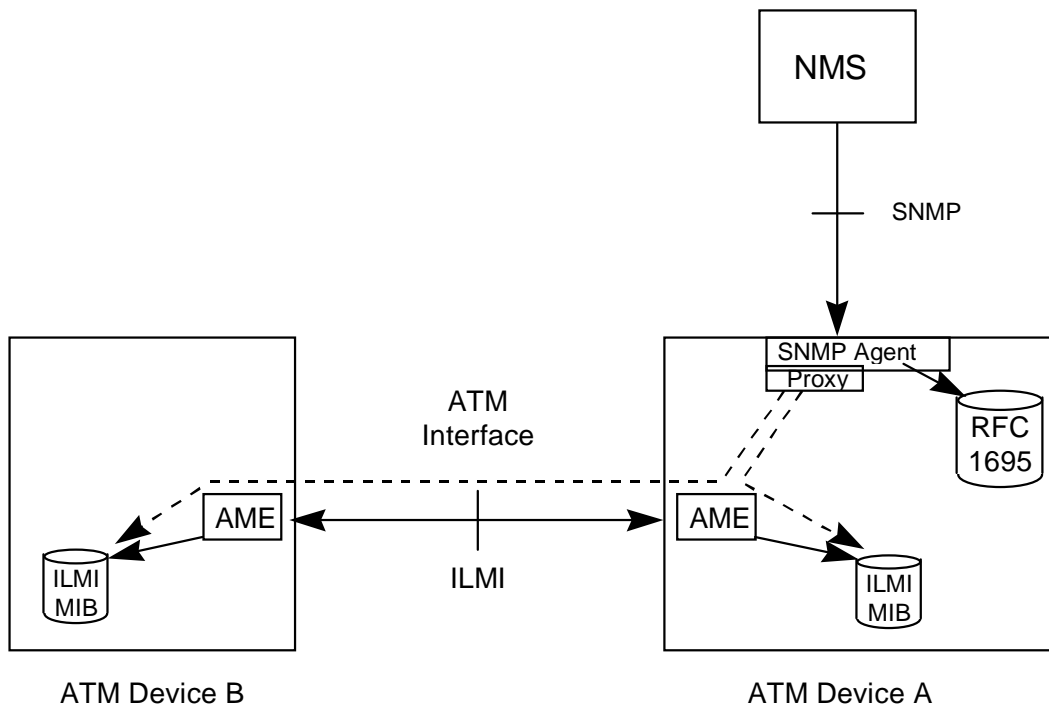 NMS
SNMP
SNMP Agent
Proxy
RFC
1695
ATM
Interface
AME
AME
ILMI
ILMI
MIB
ILMI
MIB
ATM Device B
ATM Device A